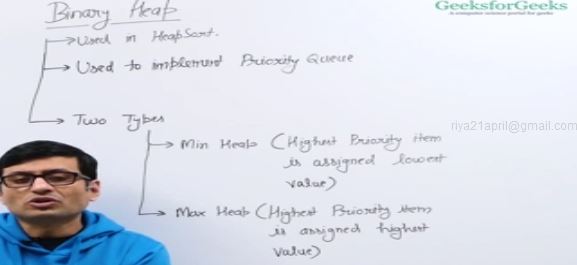 Binary Heap
GeeksforGeeks
A computer science portal for geeks
→ Used in HeapSort.
→ Used to implement Priority Queue
→ Two Types
riya21april@gmail.com
→ Min Heap (Highest Priority item
is assigned lowest
value)
→ Max Heap (Highest Priority item
is assigned highest
value)